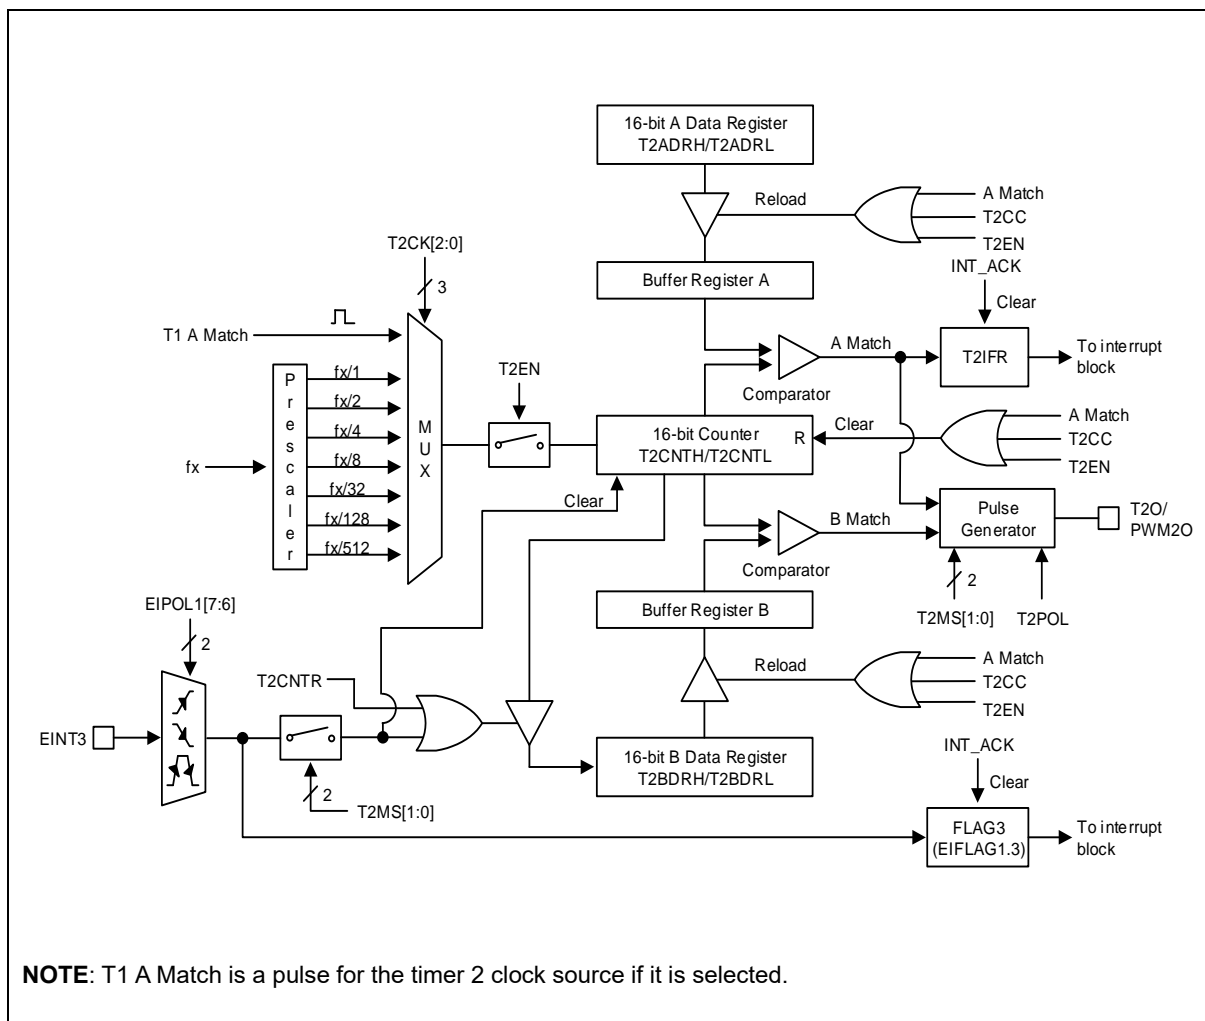 16-bit A Data Register
T2ADRH/T2ADRL
Reload
A Match
T2CC
T2EN
T2CK[2:0]
3
Buffer Register A
INT_ACK
Clear
T1 A Match
A Match
T2IFR
To interrupt
block
Comparator
Prescaler
fx/1
fx/2
fx/4
fx/8
fx/32
fx/128
fx/512
fx
MUX
T2EN
16-bit Counter
T2CNTH/T2CNTL
R
Clear
A Match
T2CC
T2EN
Clear
B Match
Pulse
Generator
T2O/
PWM2O
Comparator
2
T2MS[1:0]
T2POL
EIPOL1[7:6]
2
Buffer Register B
Reload
A Match
T2CC
T2EN
T2CNTR
EINT3
2
T2MS[1:0]
16-bit B Data Register
T2BDRH/T2BDRL
INT_ACK
Clear
FLAG3
(EIFLAG1.3)
To interrupt
block
NOTE: T1 A Match is a pulse for the timer 2 clock source if it is selected.